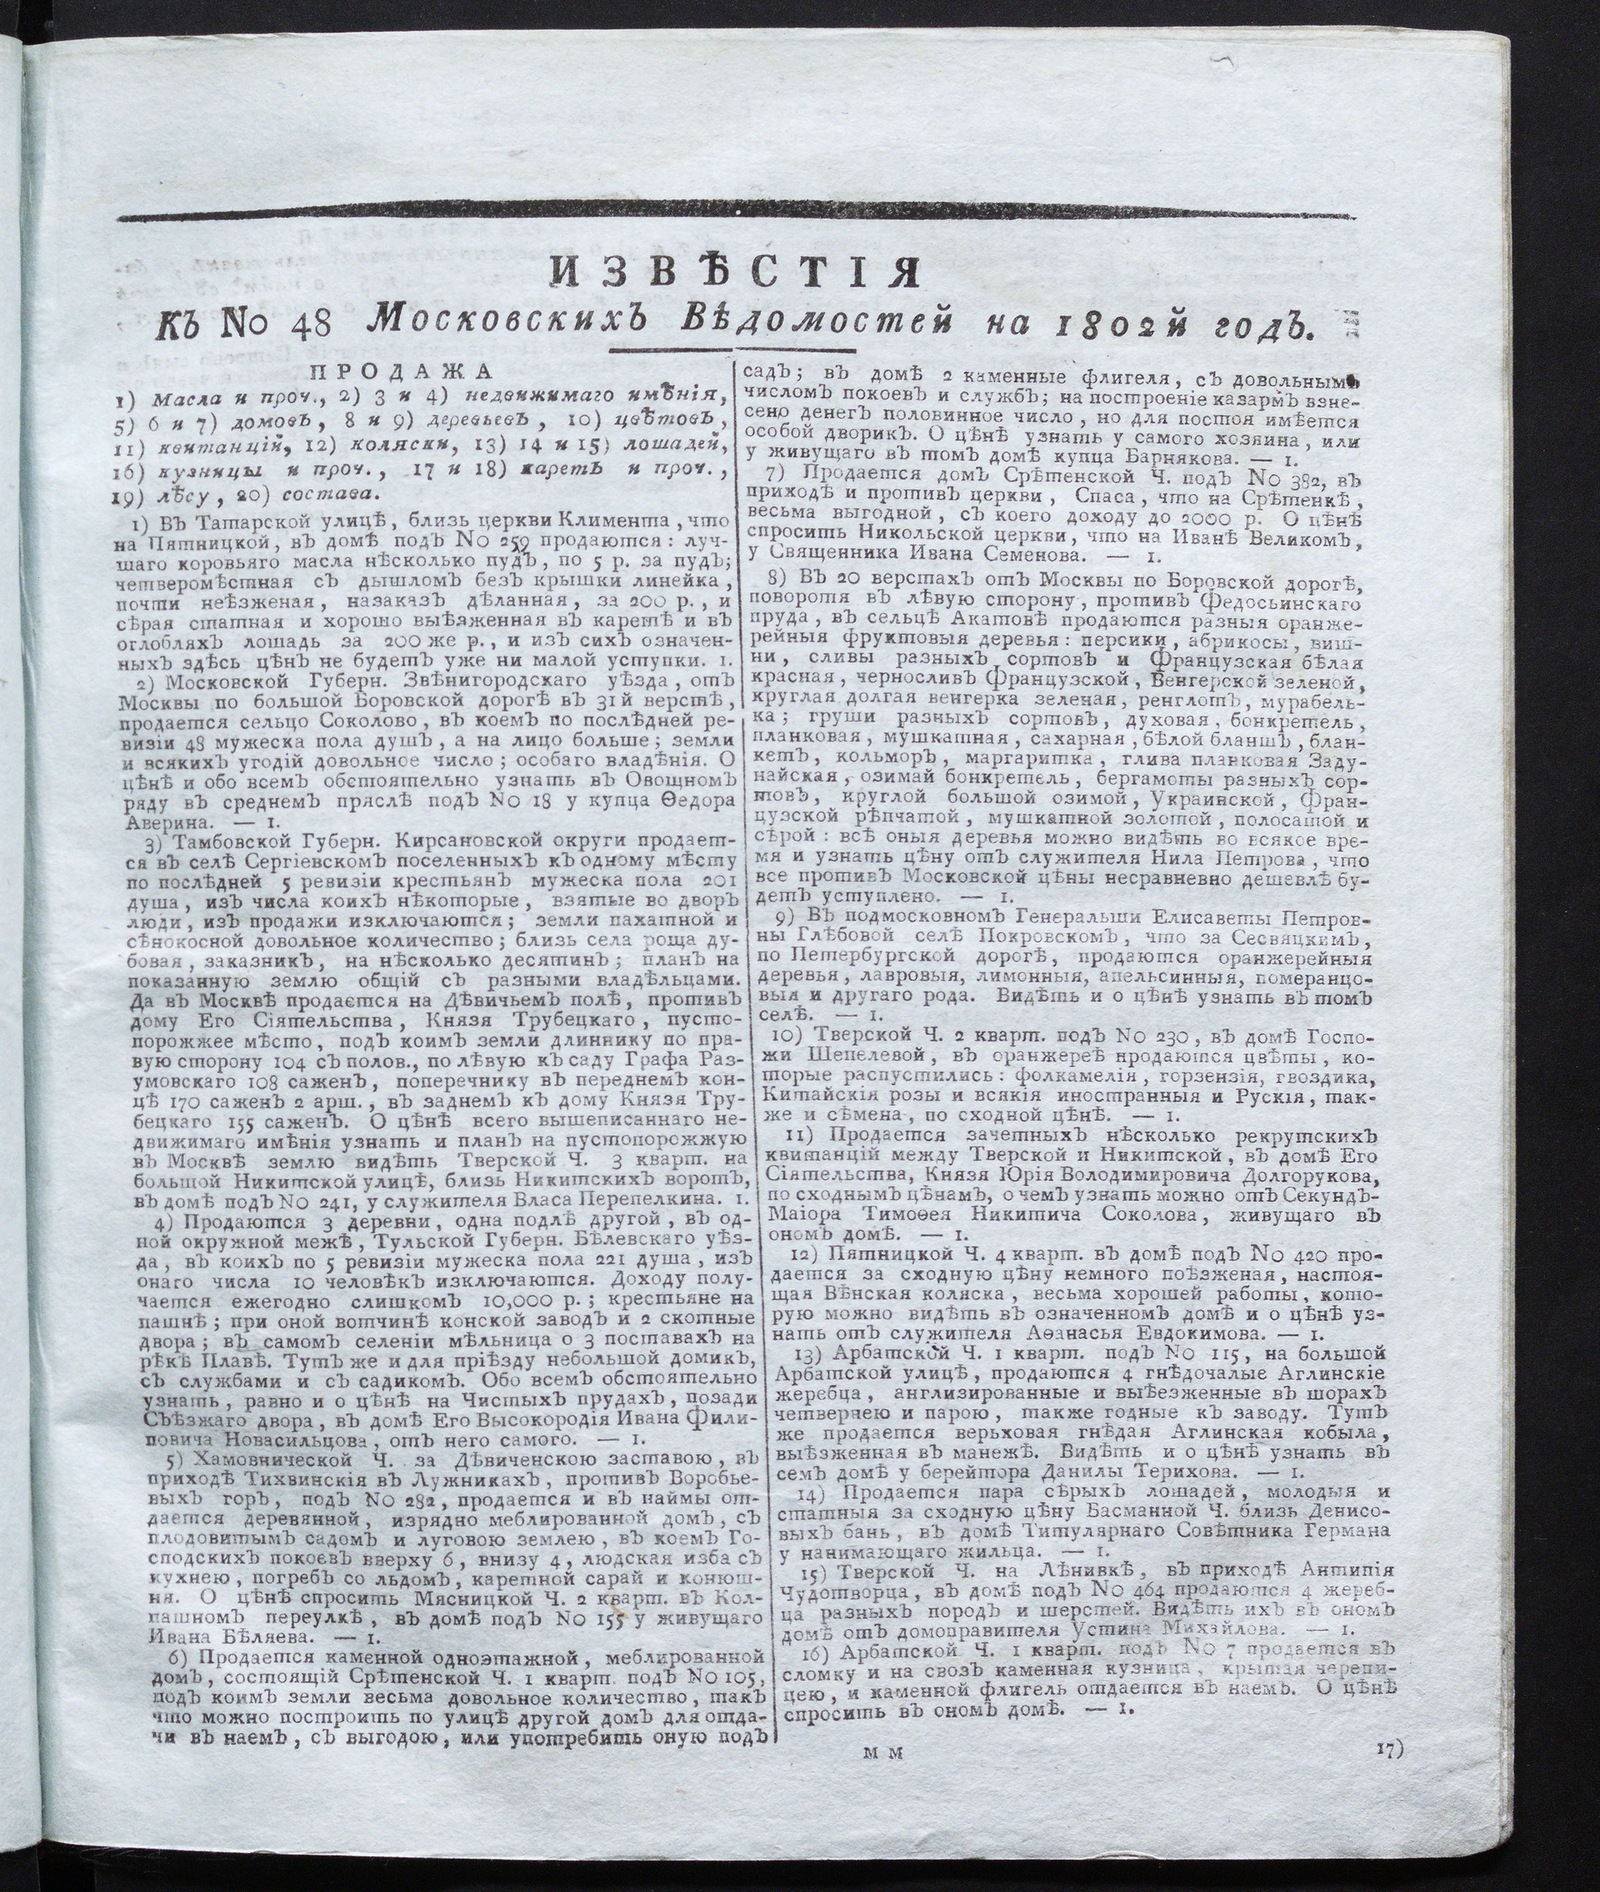 ИЗВѢСТІЯ
Къ No 48 Московскихъ Вѣдомостей на 1802й годъ.
ПРОДАЖА
1) Масла и проч., 2) 3 и 4) недвижимаго имѣнія,
5) 6 и 7) домовъ, 8 и 9) деревьевъ, 10) цвѣтовъ,
11) квитанцій, 12) коляски, 13) 14 и 15) лошадей,
16) кузницы и проч., 17 и 18) каретъ и проч.,
19) лѣсу, 20) состава.
1) Въ Татарской улицѣ, близь церкви Климента, что
на Пятницкой, въ домѣ подъ No 259 продаются: луч-
шаго коровьяго масла нѣсколько пудъ, по 5 р. за пудъ;
четверомѣстная съ дышломъ безъ крышки линейка,
почти неѣзженая, назаказъ дѣланная, за 200 р., и
сѣрая статная и хорошо выѣзженная въ каретѣ и въ
оглобляхъ лошадь за 200 же р., и изъ сихъ означен-
ныхъ здѣсь цѣнъ не будетъ уже ни малой уступки. 1.
2) Московской Губерн. Звѣнигородскаго уѣзда, отъ
Москвы по большой Боровской дорогѣ въ 31й верстѣ,
продается сельцо Соколово, въ коемъ по послѣдней ре-
визіи 48 мужеска пола душъ, а на лицо больше; земли
и всякихъ угодій довольное число; особаго владѣнія. О
цѣнѣ и обо всемъ обстоятельно узнать въ Овощномъ
ряду въ среднемъ пряслѣ подъ No 18 у купца Ѳедора
Аверина. — 1.
3) Тамбовской Губерн. Кирсановской округи продает-
ся въ селѣ Сергіевскомъ поселенныхъ къ одному мѣсту
по послѣдней 5 ревизіи крестьянъ мужеска пола 201
душа, изъ числа коихъ нѣкоторые, взятые во дворъ
люди, изъ продажи изключаются; земли пахатной и
сѣнокосной довольное количество; близь села роща ду-
бовая, заказникъ, на нѣсколько десятинъ; планъ на
показанную землю общій съ разными владѣльцами.
Да въ Москвѣ продается на Дѣвичьемъ полѣ, противъ
дому Его Сіятельства, Князя Трубецкаго, пусто-
порожжее мѣсто, подъ коимъ земли длиннику по пра-
вую сторону 104 съ полов., по лѣвую къ саду Графа Раз-
умовскаго 108 саженъ, поперечнику въ переднемъ кон-
цѣ 170 саженъ 2 арш., въ заднемъ къ дому Князя Тру-
бецкаго 155 саженъ. О цѣнѣ всего вышеписаннаго не-
движимаго имѣнія узнать и планъ на пустопорожжую
въ Москвѣ землю видѣть Тверской Ч. 3 кварт. на
большой Никитской улицѣ, близь Никитскихъ воротъ,
въ домѣ подъ No 241, у служителя Власа Перепелкина. 1.
4) Продаются 3 деревни, одна подлѣ другой, въ од-
ной окружной межѣ, Тульской Губерн. Бѣлевскаго уѣз-
да, въ коихъ по 5 ревизіи мужеска пола 221 душа, изъ
онаго числа 10 человѣкъ изключаются. Доходу полу-
чается ежегодно слишкомъ 10,000 р.; крестьяне на
пашнѣ; при оной вотчинѣ конской заводъ и 2 скотные
двора; въ самомъ селеніи мѣльница о 3 поставахъ на
рѣкѣ Плавѣ. Тутъ же и для пріѣзду небольшой домикъ,
съ службами и съ садикомъ. Обо всемъ обстоятельно
узнать, равно и о цѣнѣ на Чистыхъ прудахъ, позади
Съѣзжаго двора, въ домѣ Его Высокородія Ивана Фили-
повича Новасильцова, отъ него самого. — 1.
5) Хамовнической Ч. за Дѣвиченскою заставою, въ
приходѣ Тихвинскія въ Лужникахъ, противъ Воробье-
выхъ горъ, подъ No 282, продается и въ наймы от-
дается деревянной, изрядно меблированной домъ, съ
плодовитымъ садомъ и луговою землею, въ коемъ Го-
сподскихъ покоевъ вверху 6, внизу 4, людская изба съ
кухнею, погребъ со льдомъ, каретной сарай и конюш-
ня. О цѣнѣ спросить Мясницкой Ч. 2 кварт. въ Кол-
пашномъ переулкѣ, въ домѣ подъ No 155 у живущаго
Ивана Бѣляева. — 1.
6) Продается каменной одноэтажной, меблированной
домъ, состоящій Срѣтенской Ч. 1 кварт. подъ No 105,
подъ коимъ земли весьма довольное количество, такъ
что можно построить по улицѣ другой домъ для отда-
чи въ наемъ, съ выгодою, или употребить оную подъ
садъ; въ домѣ 2 каменные флигеля, съ довольнымъ
числомъ покоевъ и службъ; на построеніе казармъ взне-
сено денегъ половинное число, но для постоя имѣется
особой дворикъ. О цѣнѣ узнать у самого хозяина, или
у живущаго въ томъ домѣ купца Барнякова. — 1.
7) Продается домъ Срѣтенской Ч. подъ No 382, въ
приходѣ и противъ церкви, Спаса, что на Срѣтенкѣ,
весьма выгодной, съ коего доходу до 2000 р. О цѣнѣ
спросить Никольской церкви, что на Иванѣ Великомъ,
у Священника Ивана Семенова. — 1.
8) Въ 20 верстахъ отъ Москвы по Боровской дорогѣ,
поворотя въ лѣвую сторону, противъ Федосьинскаго
пруда, въ сельцѣ Акатовѣ продаются разныя оранже-
рейныя фруктовыя деревья: персики, абрикосы, виш-
ни, сливы разныхъ сортовъ и Французская бѣлая
красная, черносливъ Французской, Венгерской зеленой,
круглая долгая венгерка зеленая, ренглотъ, мурабель-
ка; груши разныхъ сортовъ, духовая, бонкретель,
планковая, мушкатная, сахарная, бѣлой бланшъ, блан-
кетъ, кольморъ, маргаритка, глива планковая Заду-
найская, озимай бонкретель, бергамоты разныхъ сор-
товъ, круглой большой озимой, Украинской, Фран-
цузской рѣпчатой, мушкатной золотой, полосатой и
сѣрой: всѣ оныя деревья можно видѣть во всякое вре-
мя и узнать цѣну отъ служителя Нила Петрова, что
все противъ Московской цѣны несравневно дешевлѣ бу-
детъ уступлено. — 1.
9) Въ подмосковномъ Генеральши Елисаветы Петров-
ны Глѣбовой селѣ Покровскомъ, что за Сесвяцкимъ,
по Петербургской дорогѣ, продаются оранжерейныя
деревья, лавровыя, лимонныя, апельсинныя, померанцо-
выя и другаго рода. Видѣть и о цѣнѣ узнать въ томъ
селѣ. — 1.
10) Тверской Ч. 2 кварт. подъ No 230, въ домѣ Госпо-
жи Шепелевой, въ оранжереѣ продаются цвѣты, ко-
торые распустились: фолкамелія, горзензія, гвоздика,
Китайскія розы и всякія иностранныя и Рускія, так-
же и сѣмена, по сходной цѣнѣ. — 1.
11) Продается зачетныхъ нѣсколько рекрутскихъ
квитанцій между Тверской и Никитской, въ домѣ Его
Сіятельства, Князя Юрія Володимировича Долгорукова,
по сходнымъ цѣнамъ, о чемъ узнать можно отъ Секундъ-
Маіора Тимоѳея Никитича Соколова, живущаго въ
ономъ домѣ. — 1.
12) Пятницкой Ч. 4 кварт. въ домѣ подъ No 420 про-
дается за сходную цѣну немного поѣзженая, настоя-
щая Вѣнская коляска, весьма хорошей работы, кото-
рую можно видѣть въ означенномъ домѣ и о цѣнѣ уз-
нать отъ служителя Аѳанасья Евдокимова. — 1.
13) Арбатской Ч. 1 кварт. подъ No 115, на большой
Арбатской улицѣ, продаются 4 гнѣдочалые Аглинскіе
жеребца, англизированные и выѣезженные въ шорахъ
четвернею и парою, также годные къ заводу. Тутъ
же продается верьховая гнѣдая Аглинская кобыла,
выѣзженная въ манежѣ. Видѣть и о цѣнѣ узнать въ
семъ домѣ у берейтора Данилы Терихова. — 1.
14) Продается пара сѣрыхъ лошадей, молодыя и
статныя за сходную цѣну Басманной Ч. близь Денисо-
выхъ бань, въ домѣ Титулярнаго Совѣтника Германа
у нанимающаго жильца. — 1.
15) Тверской Ч. на Лѣнивкѣ, въ приходѣ Антипія
Чудотворца, въ домѣ подъ No 464 продаются 4 жереб-
ца разныхъ породъ и шерстей. Видѣть ихъ въ ономъ
домѣ отъ домоправителя Устина Михайлова. — 1.
16) Арбатской Ч. 1 кварт. подъ No 7 продается въ
сломку и на свозъ каменная кузница, крытая черепи-
цею, и каменной флигель отдается въ наемъ. О цѣнѣ
спросить въ ономъ домѣ. — 1.
М М
17)